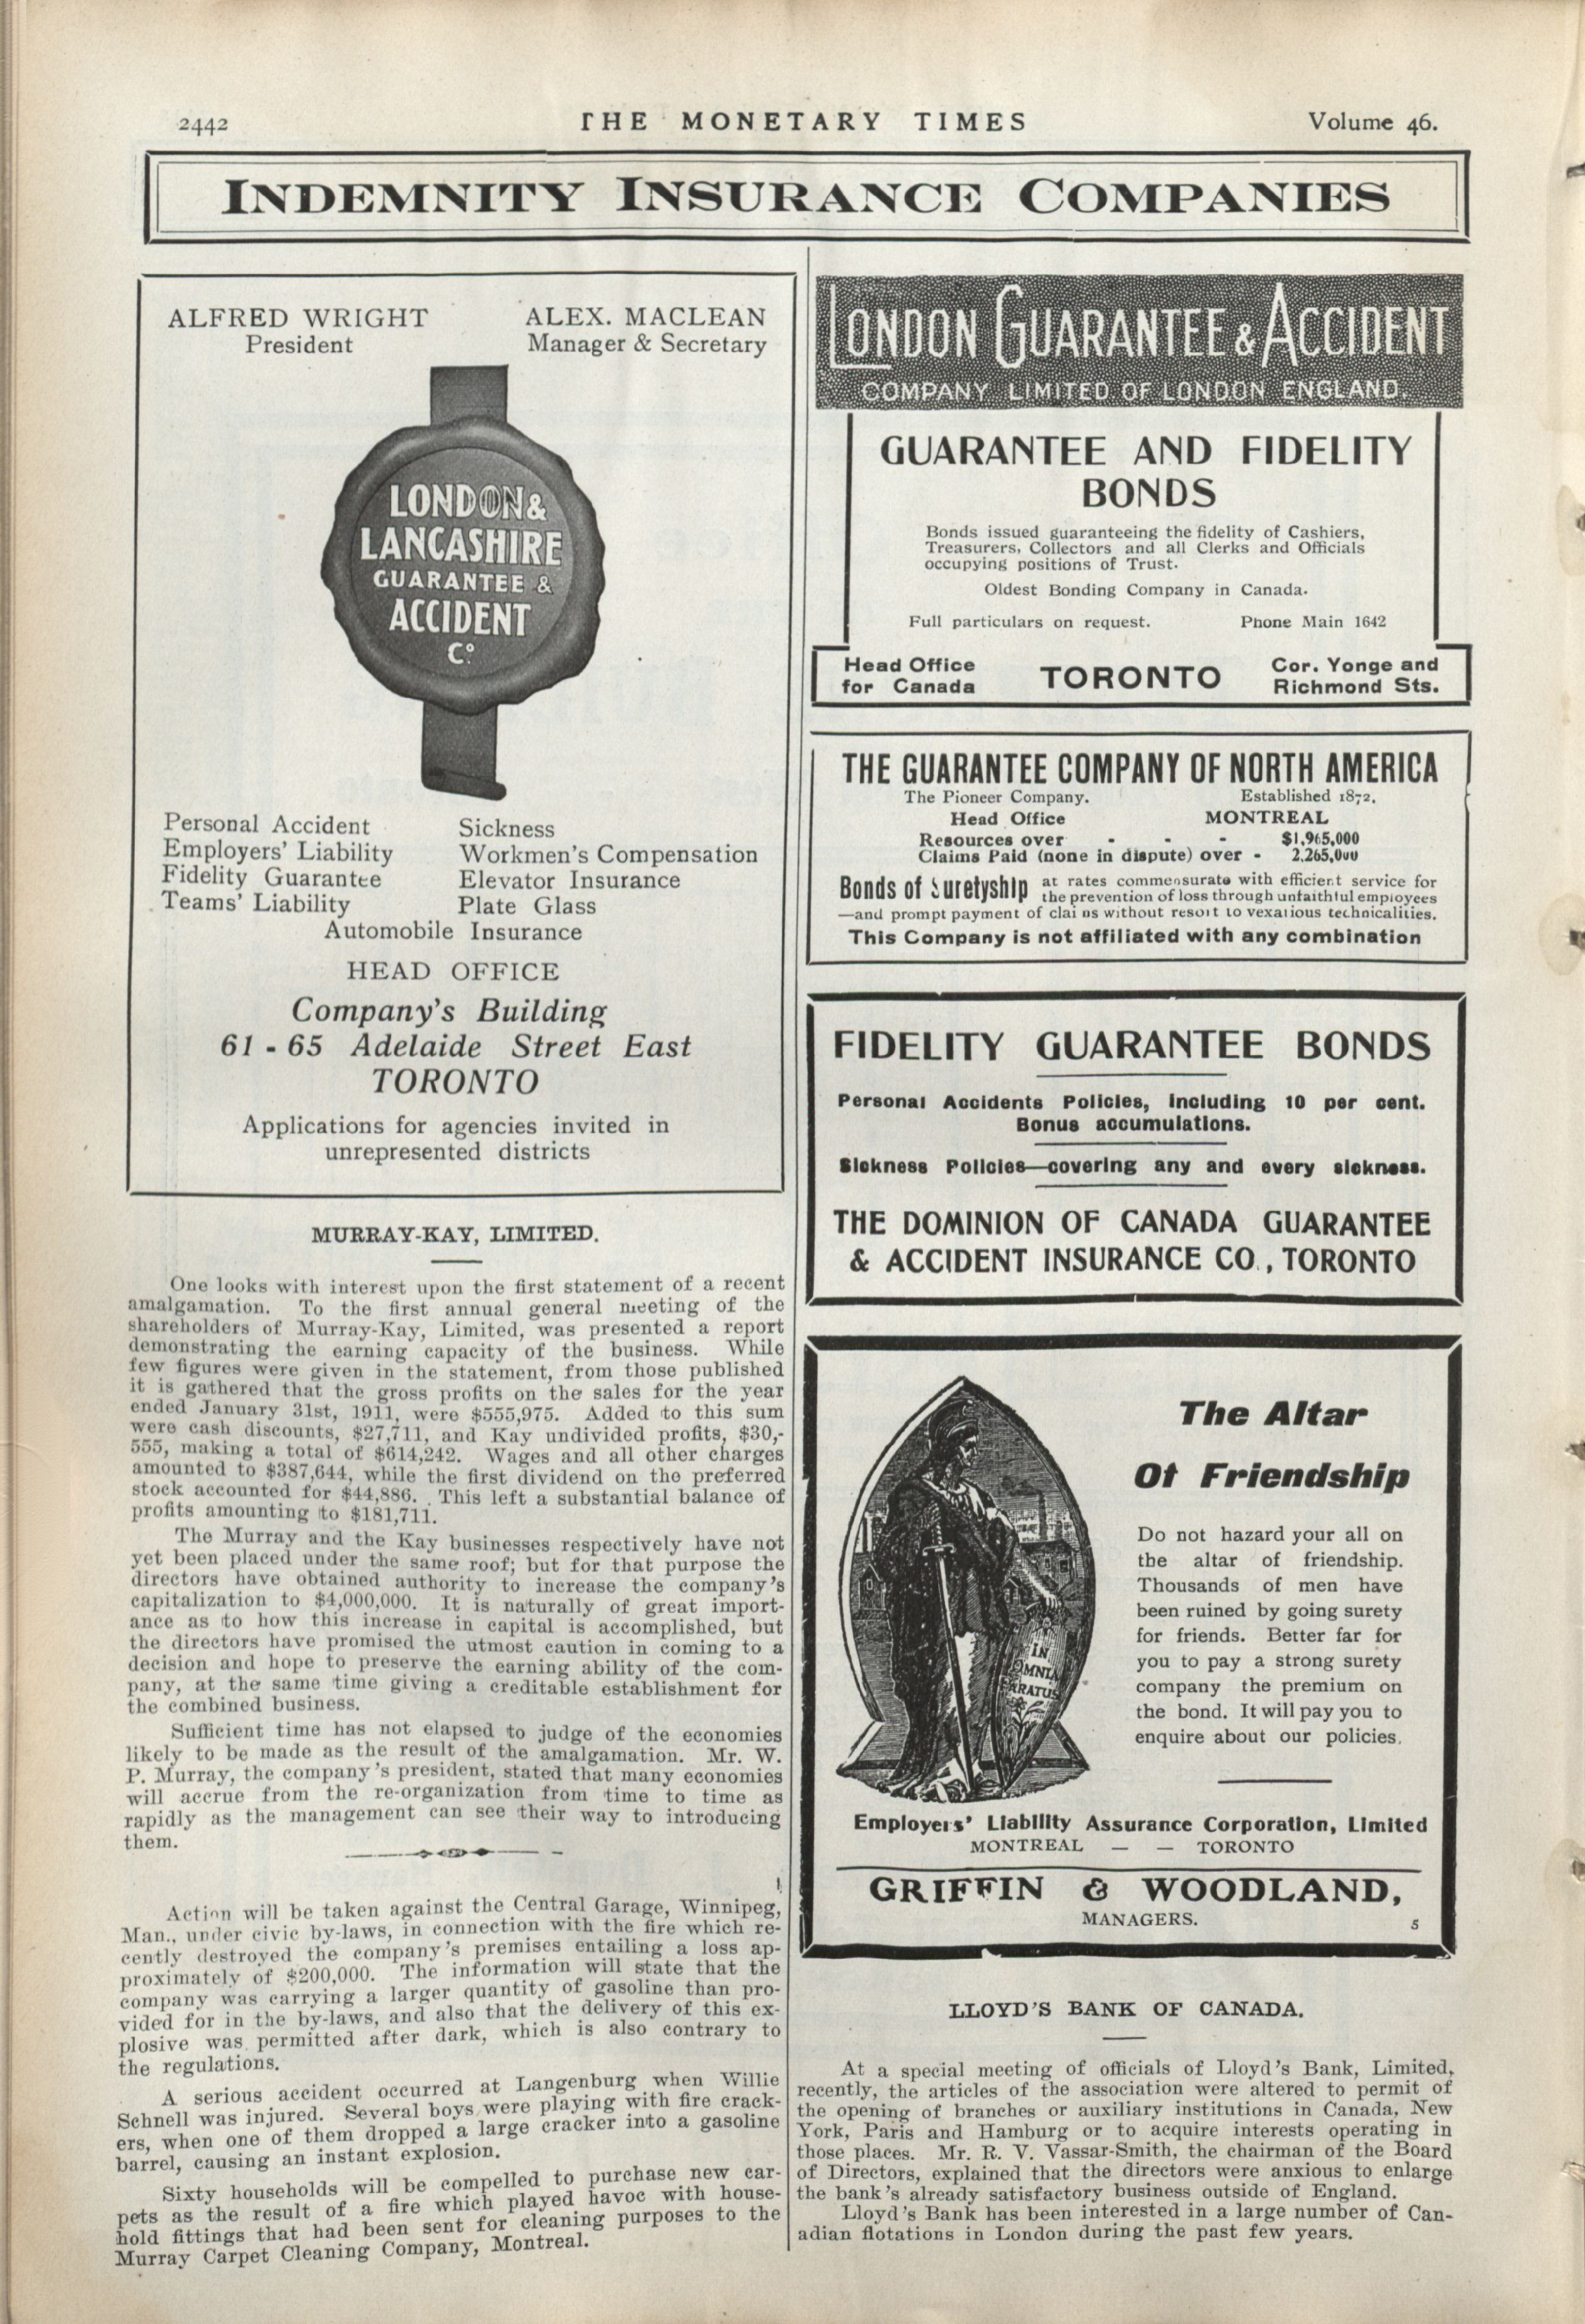 2442
THE MONETARY TIMES
Volume 46.
INDEMNITY INSURANCE COMPANIES
ALFRED WRIGHT
President
ALEX. MACLEAN
Manager & Secretary
LONDON &
LANCASHIRE
GUARANTEE &
ACCIDENT
Co.
Personal Accident
Sickness
Employers' Liability
Workmen's Compensation
Fidelity Guarantee
Elevator Insurance
Teams' Liability
Plate Glass
Automobile Insurance
HEAD OFFICE
Company's Building
61 - 65 Adelaide Street East
TORONTO
Applications for agencies invited in
unrepresented districts
MURRAY-KAY, LIMITED.
One looks with interest upon the first statement of a recent
amalgamation. To the first annual general meeting of the
shareholders of Murray-Kay, Limited, was presented a report
demonstrating the earning capacity of the business. While
few figures were given in the statement, from those published
it is gathered that the gross profits on the sales for the year
ended January 31st, 1911, were $555,975. Added to this sum
were cash discounts, $27,711, and Kay undivided profits, $30,-
555, making a total of $614,242. Wages and all other charges
amounted to $387,644, while the first dividend on the preferred
stock accounted for $44,886. This left a substantial balance of
profits amounting to $181,711.
The Murray and the Kay businesses respectively have not
yet been placed under the same roof; but for that purpose the
directors have obtained authority to increase the company's
capitalization to $4,000,000. It is naturally of great import-
ance as to how this increase in capital is accomplished, but
the directors have promised the utmost caution in coming to a
decision and hope to preserve the earning ability of the com-
pany, at the same time giving a creditable establishment for
the combined business.
Sufficient time has not elapsed to judge of the economies
likely to be made as the result of the amalgamation. Mr. W.
P. Murray, the company's president, stated that many economies
will accrue from the re-organization from time to time as
rapidly as the management can see their way to introducing
them.
Action will be taken against the Central Garage, Winnipeg,
Man., under civic by-laws, in connection with the fire which re-
cently destroyed the company's premises entailing a loss ap-
proximately of $200,000. The information will state that the
company was carrying a larger quantity of gasoline than pro-
vided for in the by-laws, and also that the delivery of this ex-
plosive was permitted after dark, which is also contrary to
the regulations.
A serious accident occurred at Langenburg when Willie
Schnell was injured. Several boys were playing with fire crack-
ers, when one of them dropped a large cracker into a gasoline
barrel, causing an instant explosion.
Sixty households will be compelled to purchase new car-
pets as the result of a fire which played havoc with house-
hold fittings that had been sent for cleaning purposes to the
Murray Carpet Cleaning Company, Montreal.
LONDON GUARANTEE & ACCIDENT
COMPANY LIMITED OF LONDON ENGLAND.
GUARANTEE AND FIDELITY
BONDS
Bonds issued guaranteeing the fidelity of Cashiers,
Treasurers, Collectors and all Clerks and Officials
occupying positions of Trust.
Oldest Bonding Company in Canada.
Full particulars on request. Phone Main 1642
Head Office
for Canada
TORONTO
Cor. Yonge and
Richmond Sts.
THE GUARANTEE COMPANY OF NORTH AMERICA
The Pioneer Company. Established 1872.
Head Office MONTREAL
Resources over - - - $1,965,000
Claims Paid (none in dispute) over - 2,265,000
Bonds of Suretyship at rates commensurate with efficient service for
the prevention of loss through unfaithful employees
—and prompt payment of claims without resort to vexatious technicalities.
This Company is not affiliated with any combination
FIDELITY GUARANTEE BONDS
Personal Accidents Policies, including 10 per cent.
Bonus accumulations.
Sickness Policies—covering any and every sickness.
THE DOMINION OF CANADA GUARANTEE
& ACCIDENT INSURANCE CO., TORONTO
The Altar
Of Friendship
IN
OMNIA
PARATUS
Do not hazard your all on
the altar of friendship.
Thousands of men have
been ruined by going surety
for friends. Better far for
you to pay a strong surety
company the premium on
the bond. It will pay you to
enquire about our policies.
Employers' Liability Assurance Corporation, Limited
MONTREAL — — TORONTO
GRIFFIN & WOODLAND,
MANAGERS.
5
LLOYD'S BANK OF CANADA.
At a special meeting of officials of Lloyd's Bank, Limited,
recently, the articles of the association were altered to permit of
the opening of branches or auxiliary institutions in Canada, New
York, Paris and Hamburg or to acquire interests operating in
those places. Mr. R. V. Vassar-Smith, the chairman of the Board
of Directors, explained that the directors were anxious to enlarge
the bank's already satisfactory business outside of England.
Lloyd's Bank has been interested in a large number of Can-
adian flotations in London during the past few years.